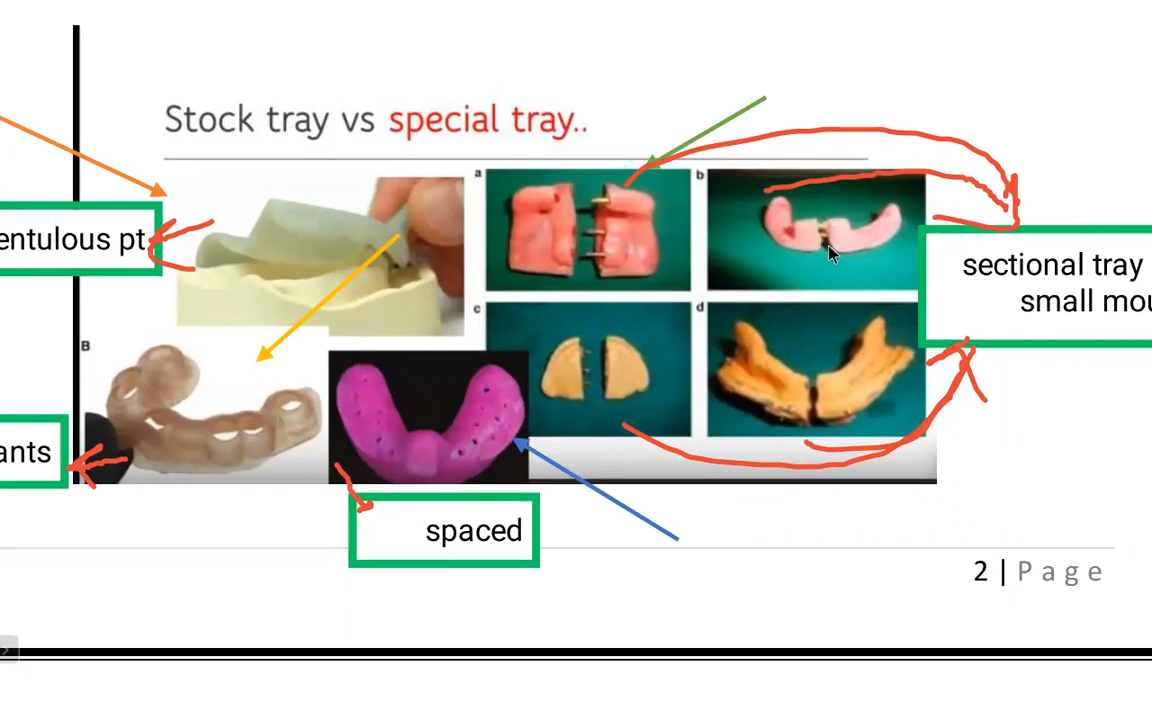 Stock tray vs special tray..
a
b
entulous pt
sectional tray
small mou
c
d
B
ants
spaced
2 | Page